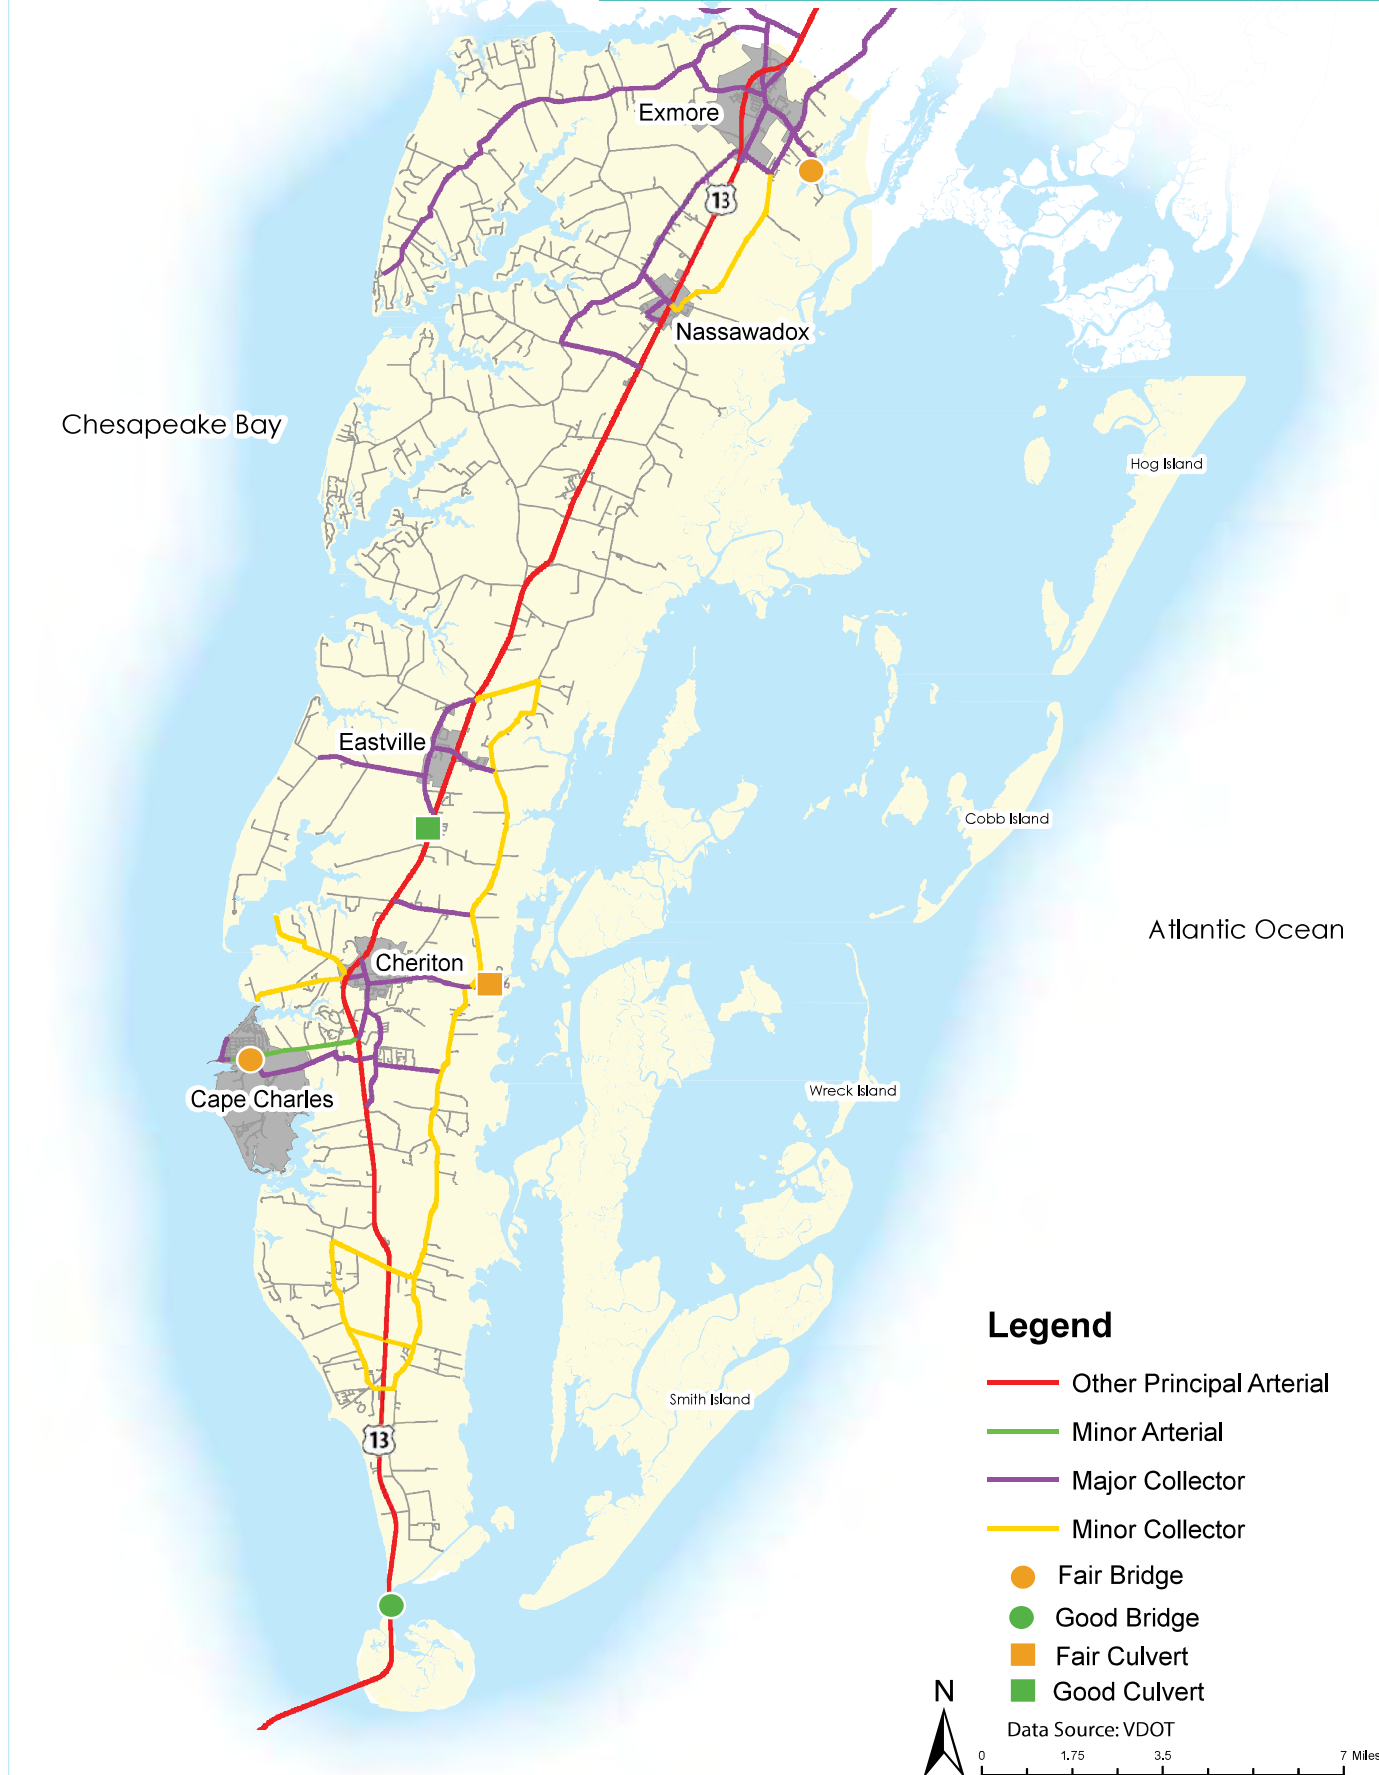 Exmore
13
Nassawadox
Chesapeake Bay
Hog Island
Eastville
Cobb Island
Atlantic Ocean
Cheriton
Wreck Island
Cape Charles
Smith Island
13
Legend
Other Principal Arterial
Minor Arterial
Major Collector
Minor Collector
Fair Bridge
Good Bridge
Fair Culvert
Good Culvert
N
Data Source: VDOT
0 1.75 3.5 7 Miles